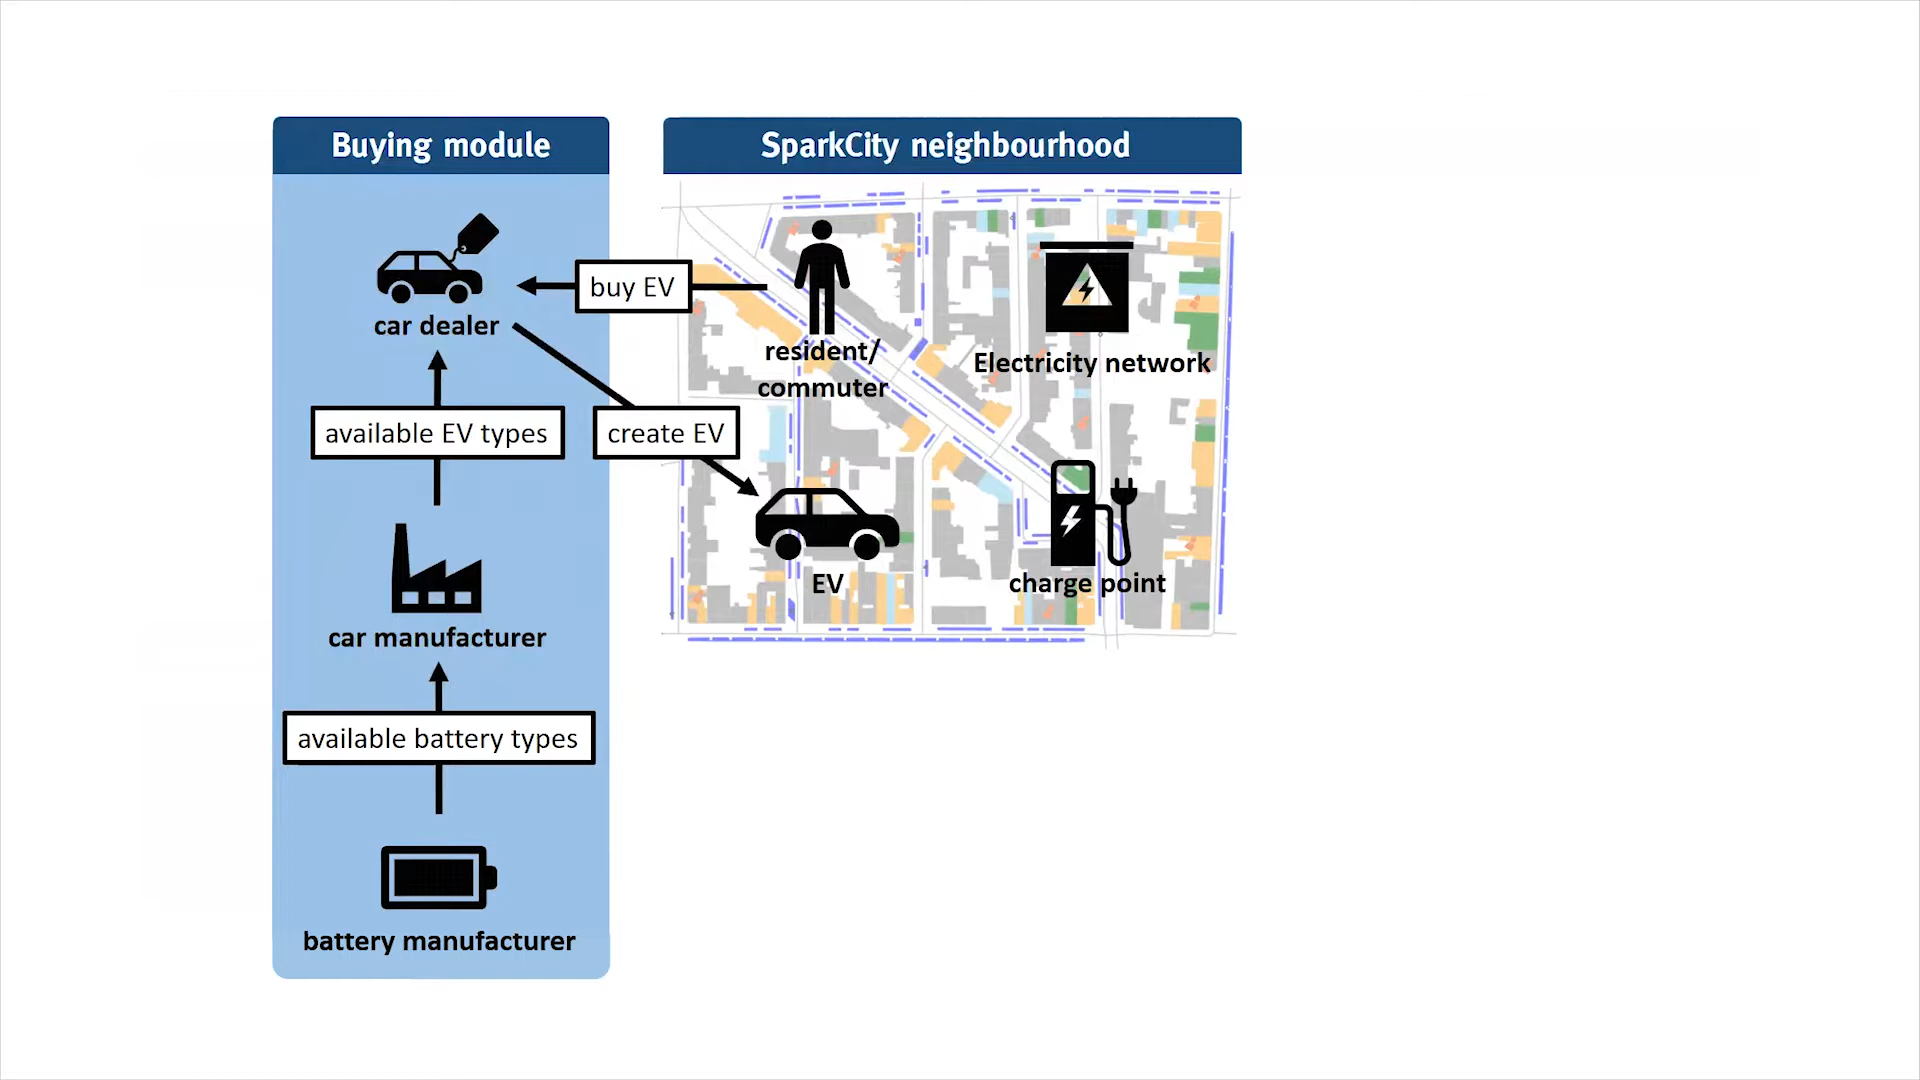 Buying module
car dealer
available EV types
car manufacturer
available battery types
battery manufacturer
buy EV
create EV
SparkCity neighbourhood
resident/
commuter
Electricity network
EV
charge point